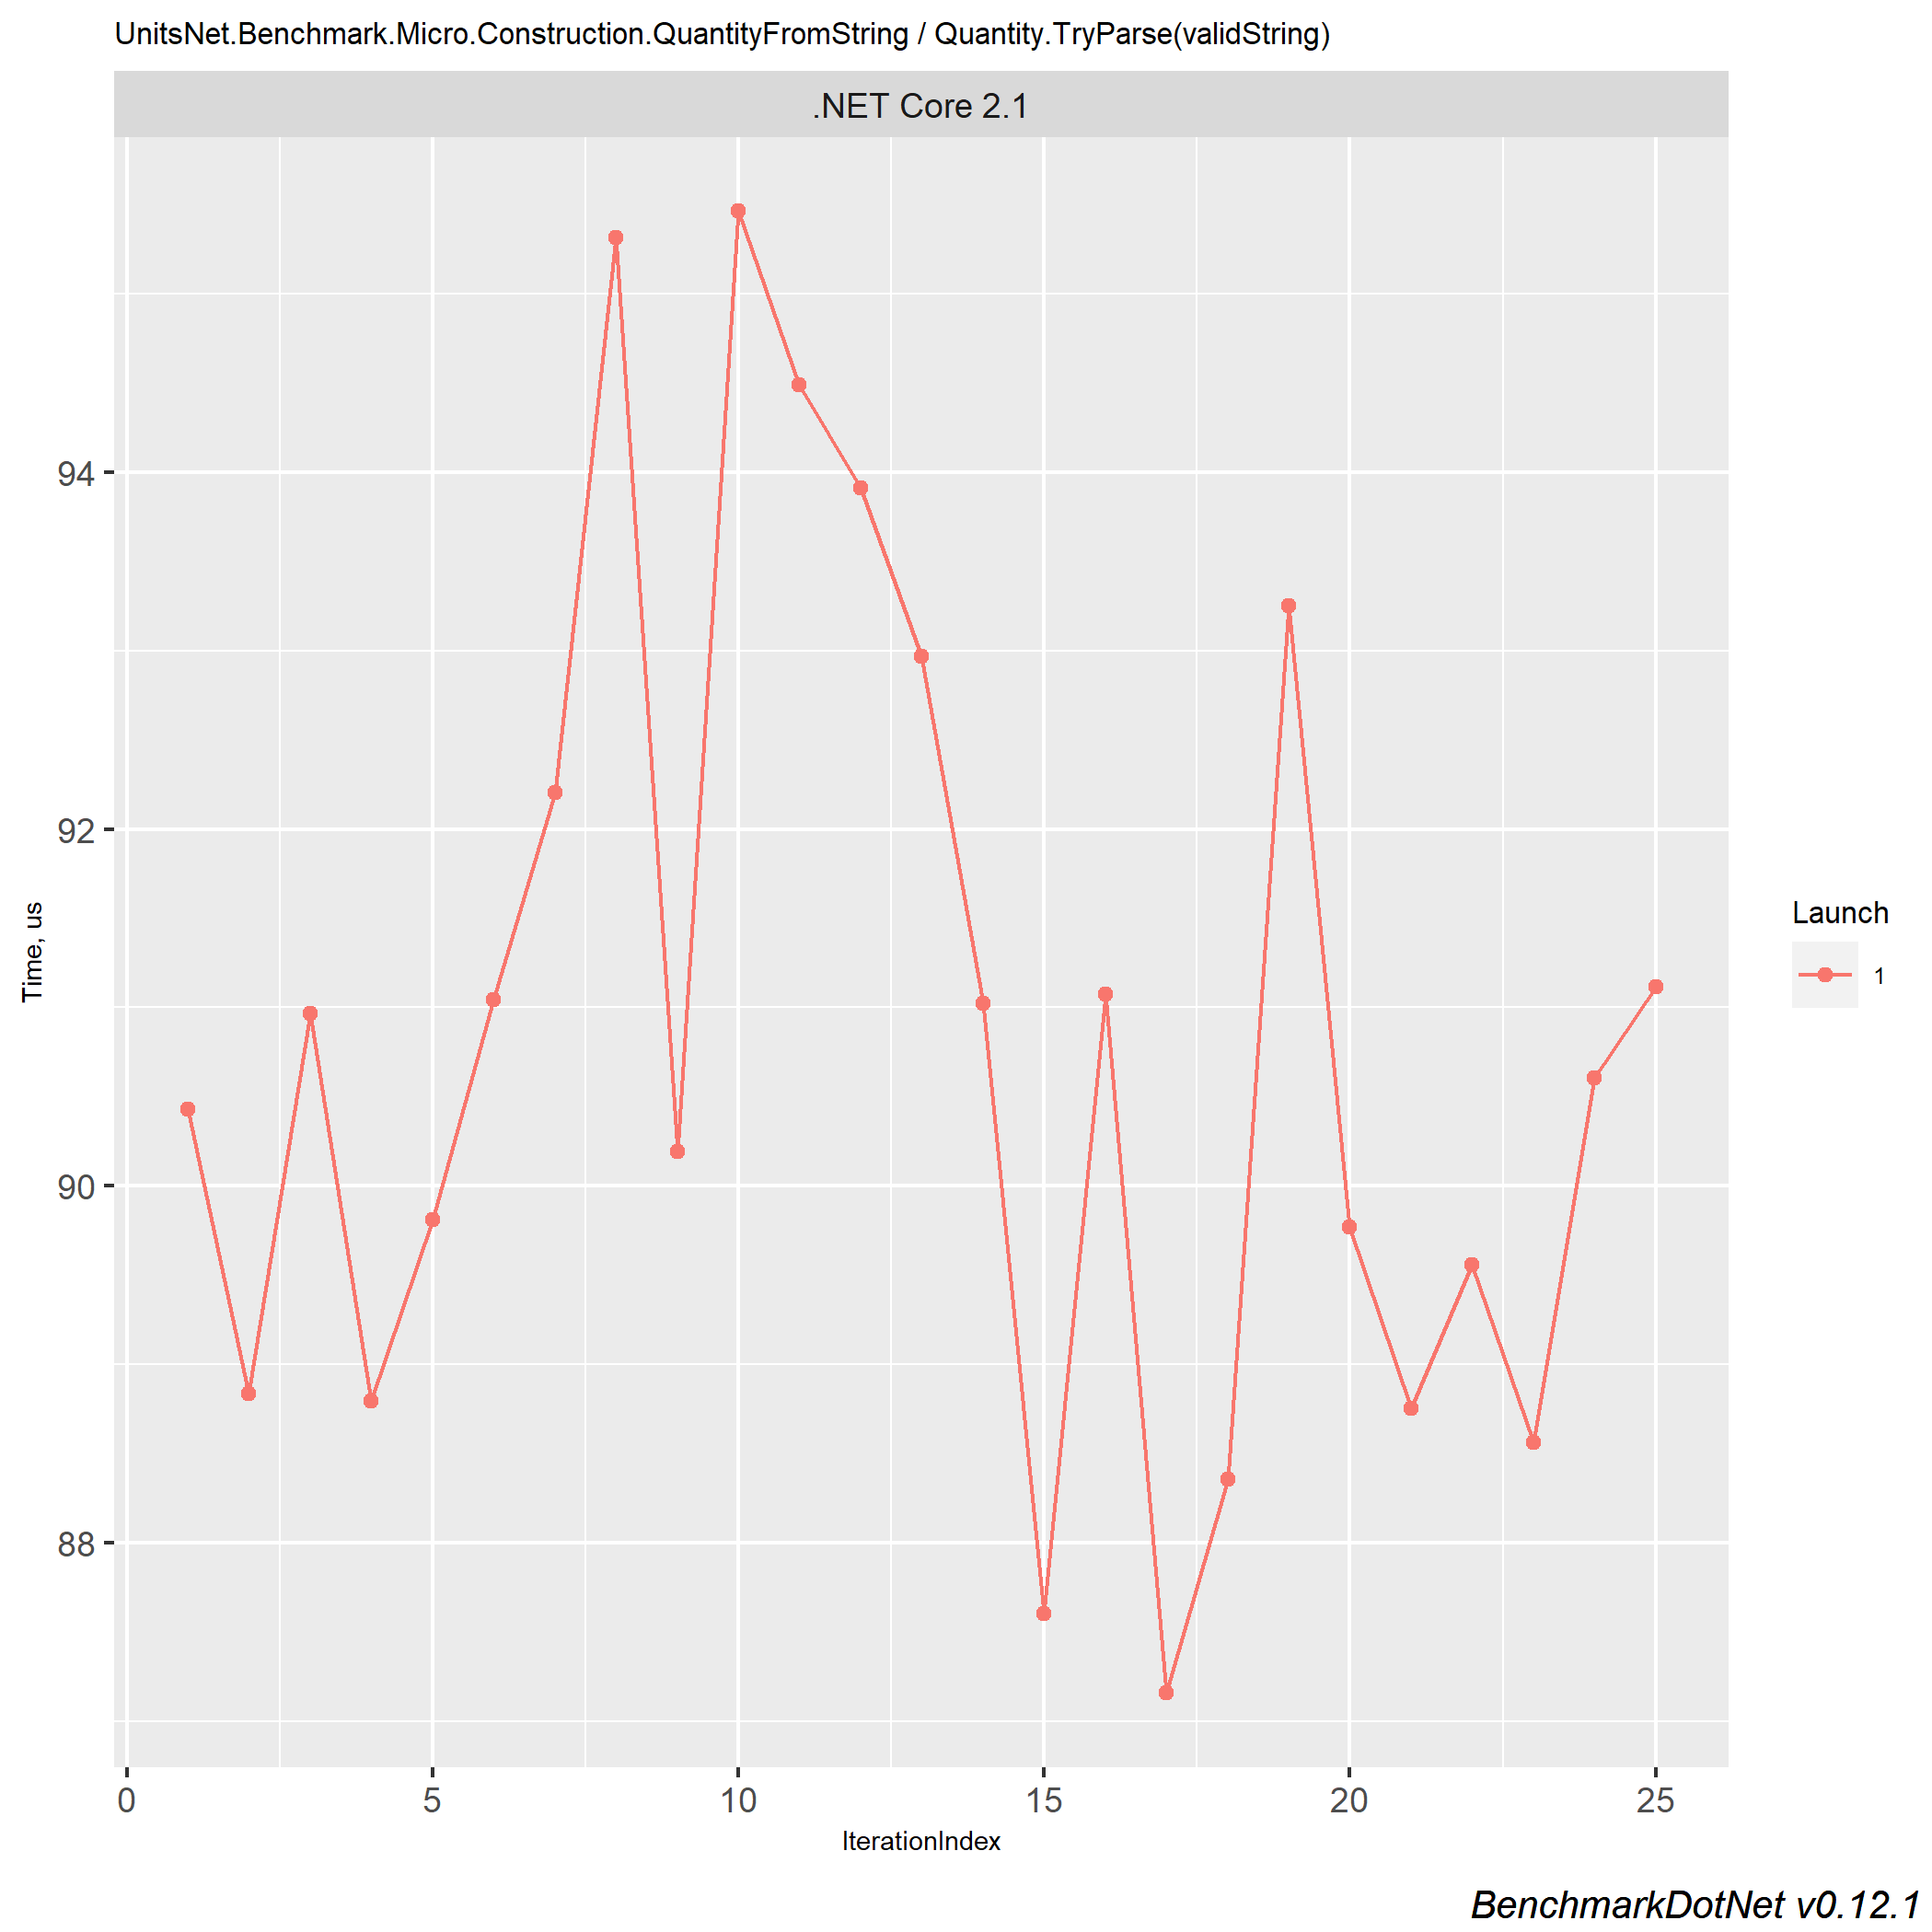 UnitsNet.Benchmark.Micro.Construction.QuantityFromString / Quantity.TryParse(validString)
.NET Core 2.1
94
92
90
88
Time, us
0 5 10 15 20 25
IterationIndex
Launch
1
BenchmarkDotNet v0.12.1